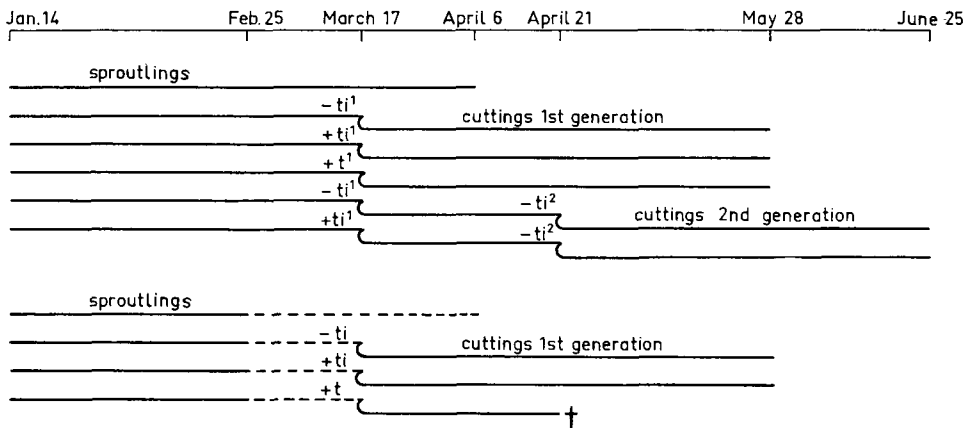 Jan. 14 Feb. 25 March 17 April 6 April 21 May 28 June 25
sproutlings
- ti¹
cuttings 1st generation
+ ti¹
+ t¹
- ti¹
- ti²
cuttings 2nd generation
+ti¹
- ti²
sproutlings
- ti
cuttings 1st generation
+ti
+t
†